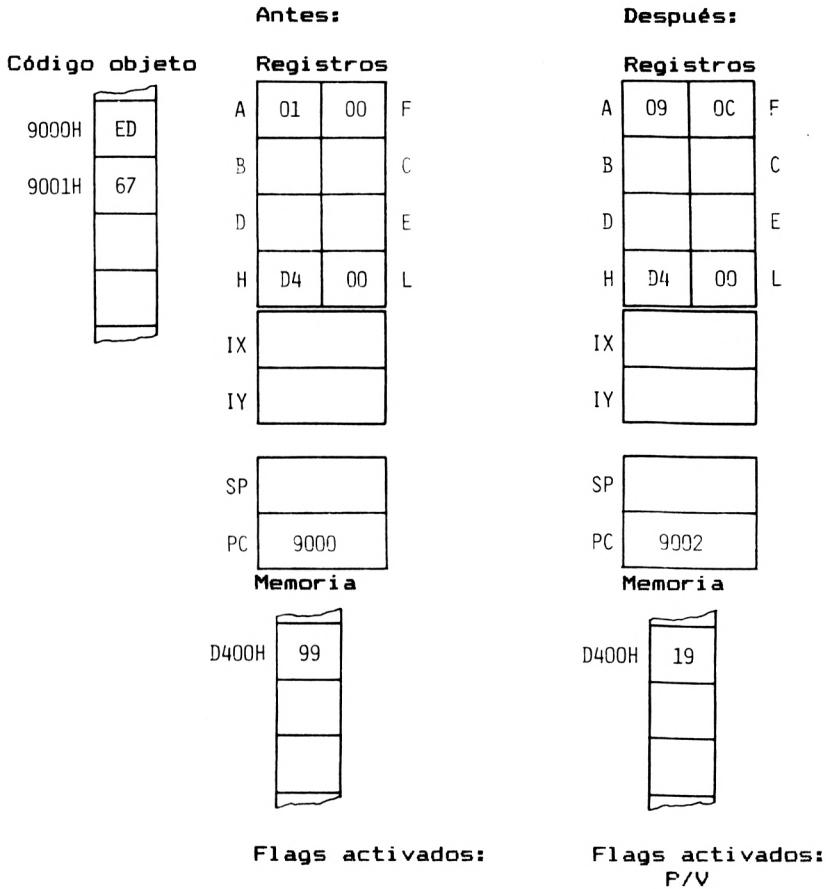 Antes:
Después:
Código objeto
Registros
Registros
9000H ED
9001H 67
A 01 00 F
B C
D E
H D4 00 L
IX
IY
SP
PC 9000
A 09 0C F
B C
D E
H D4 00 L
IX
IY
SP
PC 9002
Memoria
Memoria
D400H 99
D400H 19
Flags activados:
Flags activados:
P/V